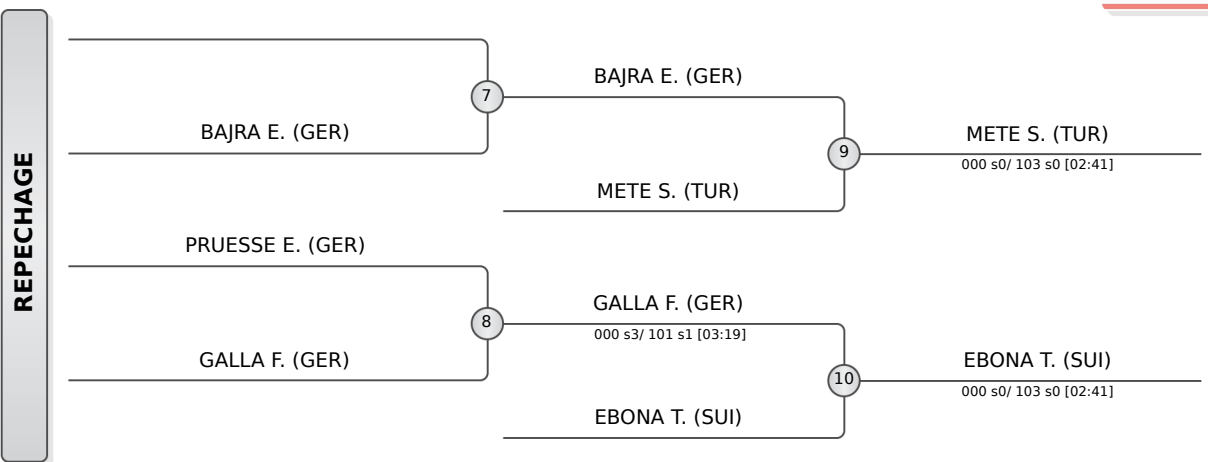 REPECHAGE
7
BAJRA E. (GER)
BAJRA E. (GER)
9
METE S. (TUR)
000 s0/ 103 s0 [02:41]
METE S. (TUR)
PRUESSE E. (GER)
8
GALLA F. (GER)
000 s3/ 101 s1 [03:19]
GALLA F. (GER)
10
EBONA T. (SUI)
000 s0/ 103 s0 [02:41]
EBONA T. (SUI)